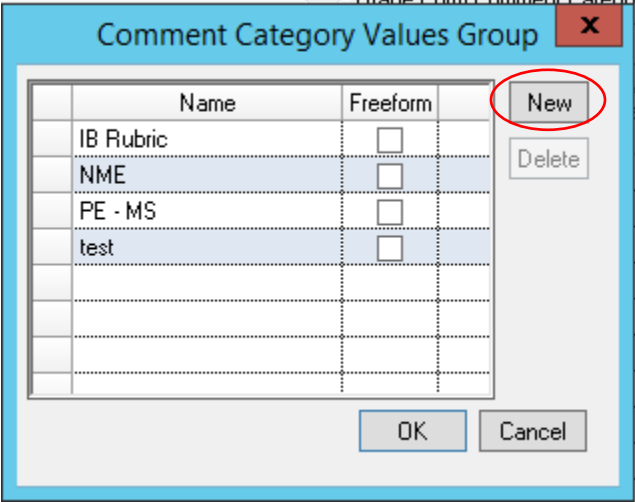 Comment Category Values Group
x
Name Freeform
New
IB Rubric
NME
Delete
PE - MS
test
OK Cancel